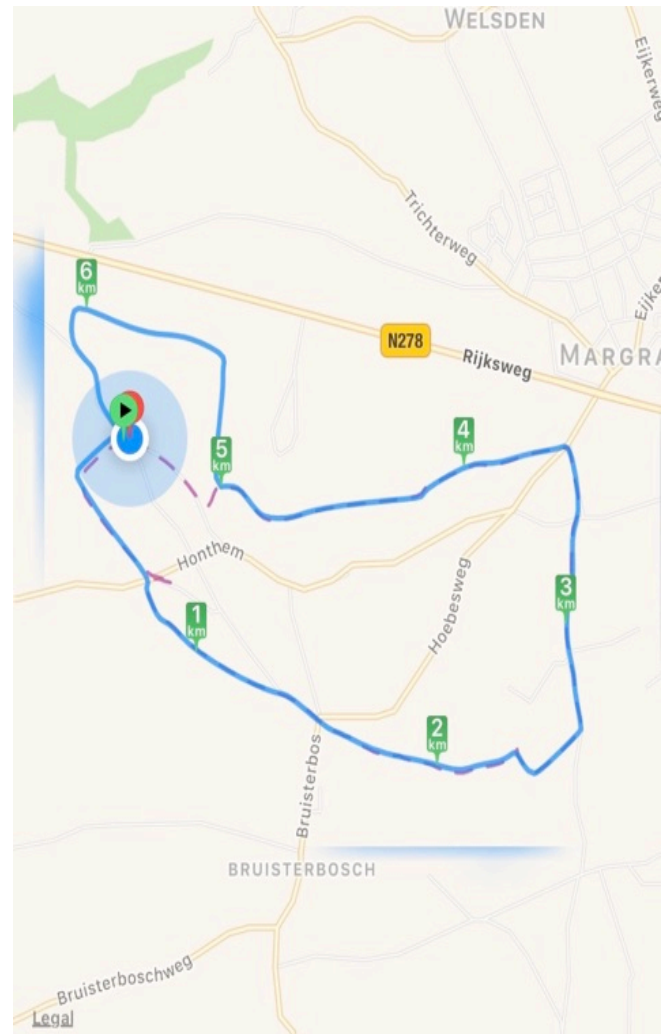 WELSDEN
Eijkerweg
Trichterweg
6
km
N278
Rijksweg
Eijke
MARGRA
5
km
4
km
Honthem
Hoebesweg
3
km
1
km
2
km
Bruisterbos
BRUISTERBOSCH
Bruisterboschweg
Legal